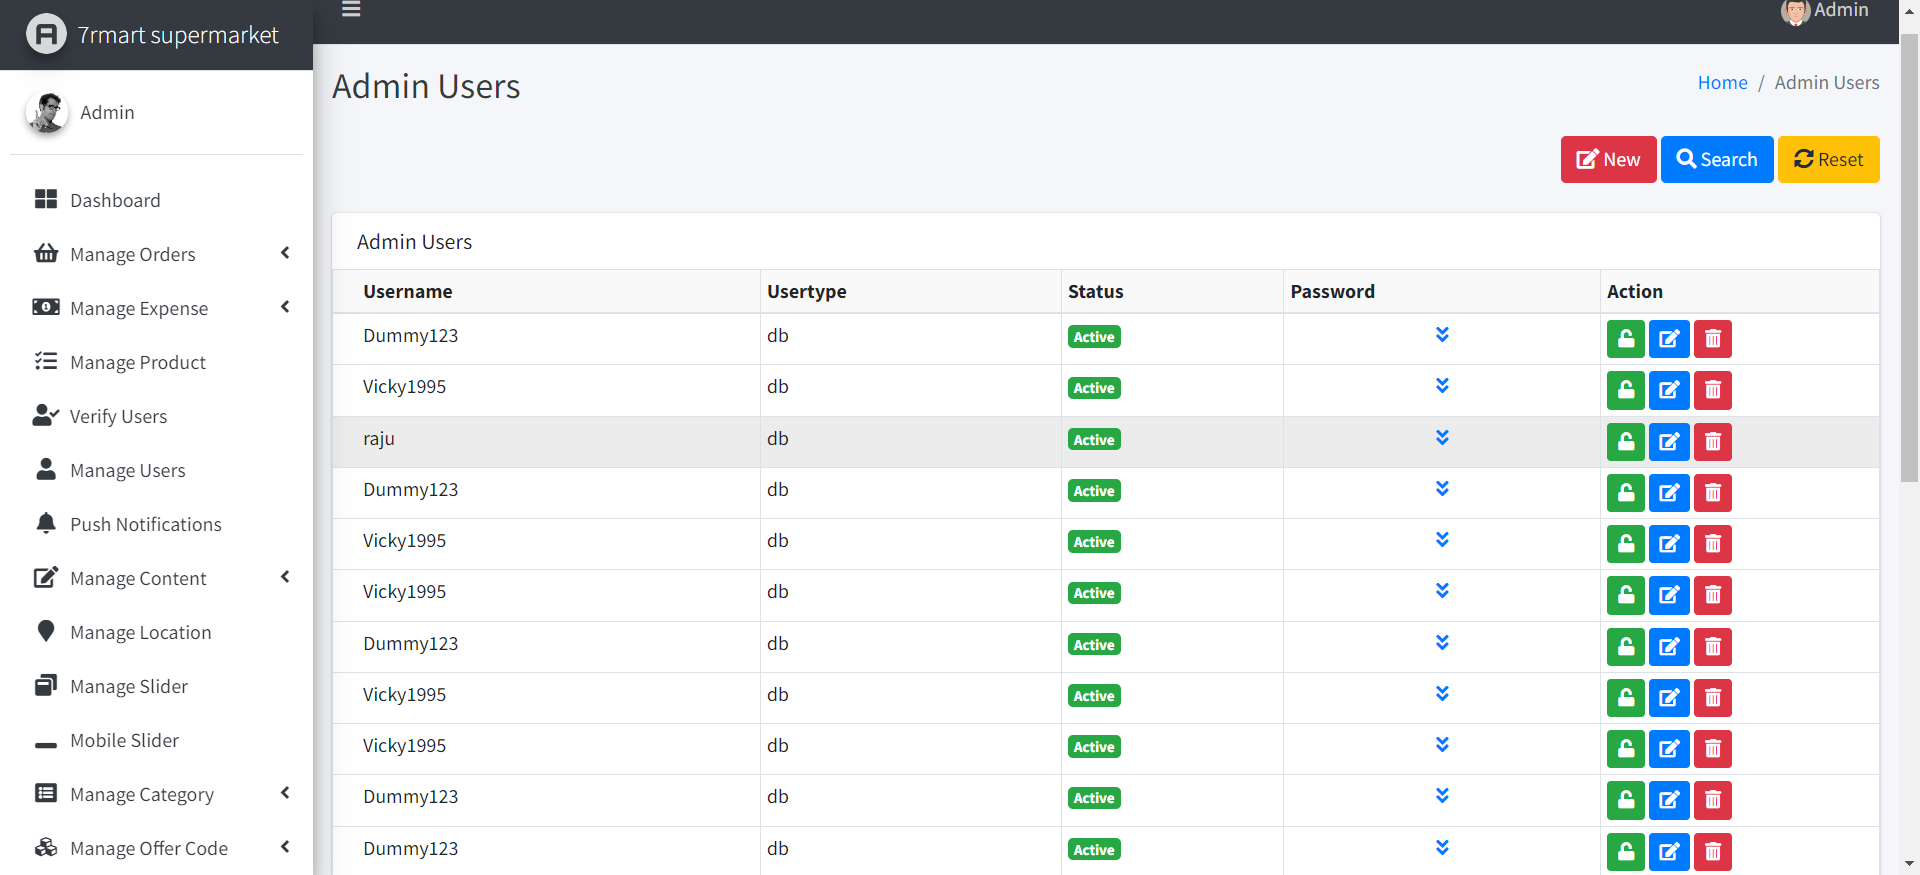 7rmart supermarket
Admin
Admin
Dashboard
Manage Orders
Manage Expense
Manage Product
Verify Users
Manage Users
Push Notifications
Manage Content
Manage Location
Manage Slider
Mobile Slider
Manage Category
Manage Offer Code
Admin Users
Home / Admin Users
New Search Reset
Admin Users
Username Usertype Status Password Action
Dummy123 db Active
Vicky1995 db Active
raju db Active
Dummy123 db Active
Vicky1995 db Active
Vicky1995 db Active
Dummy123 db Active
Vicky1995 db Active
Vicky1995 db Active
Dummy123 db Active
Dummy123 db Active